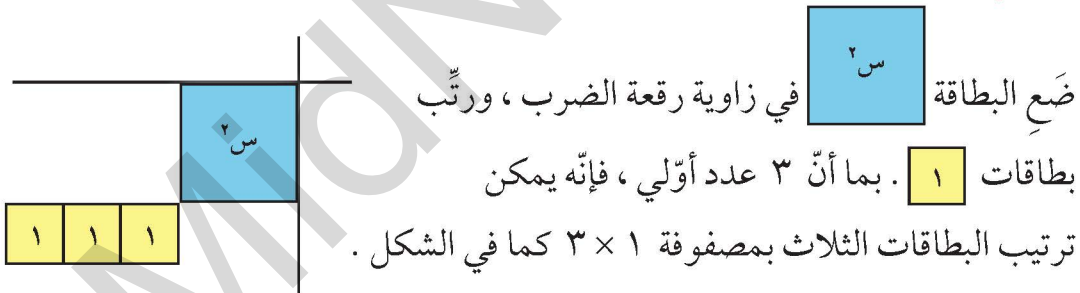 ضَعِ البطاقة س٢ في زاوية رقعة الضرب ، ورتِّب
بطاقات ١ . بما أنّ ٣ عدد أوّلي ، فإنّه يمكن
ترتيب البطاقات الثلاث بمصفوفة ١ × ٣ كما في الشكل .
س٢
١ ١ ١